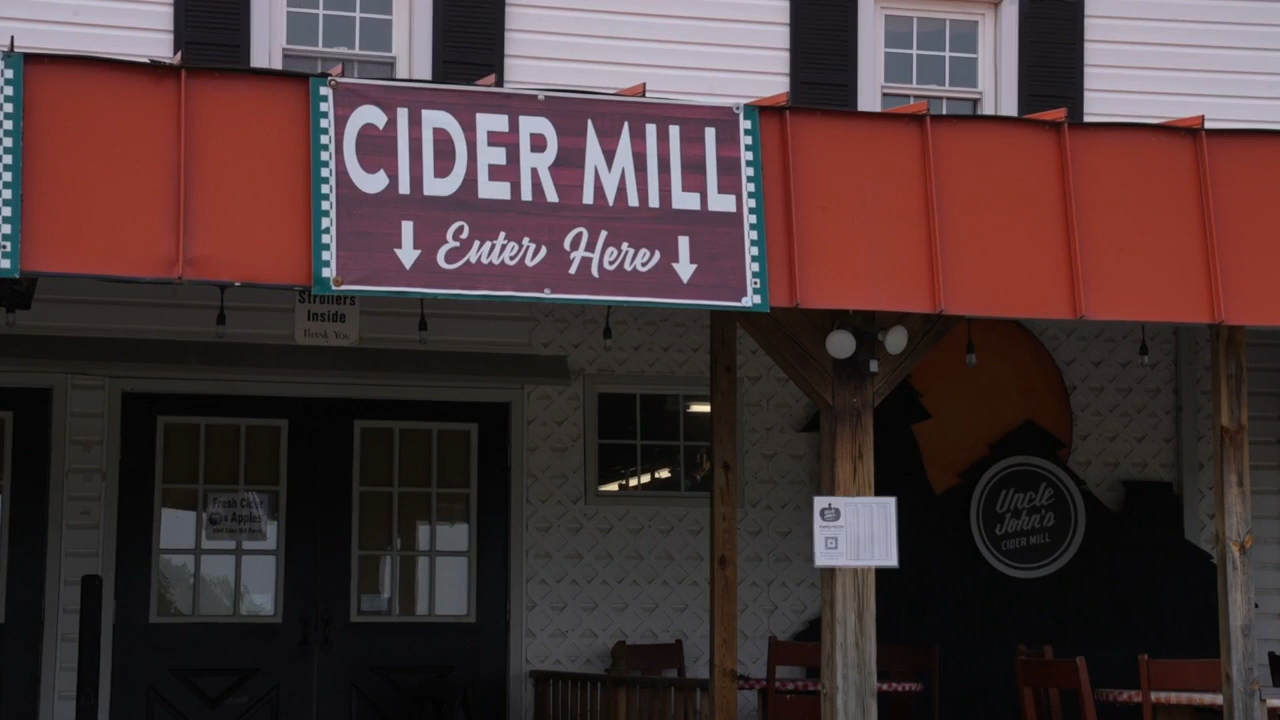 CIDER MILL
Enter Here
Strollers
Inside
THANK YOU
Fresh Cider
& Apples
Uncle
John's
CIDER MILL